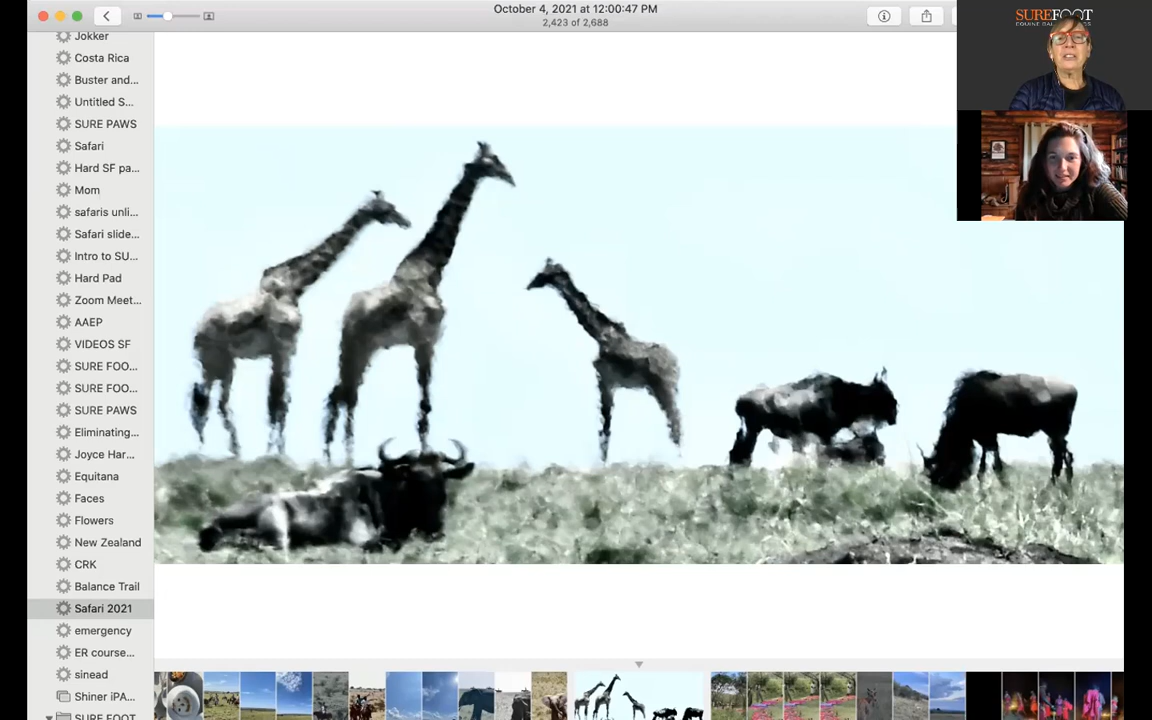 October 4, 2021 at 12:00:47 PM
2,423 of 2,688
SUREFOOT
Jokker
Costa Rica
Buster and...
Untitled S...
SURE PAWS
Safari
Hard SF pa...
Mom
safaris unli...
Safari slide...
Intro to SU...
Hard Pad
Zoom Meet...
AAEP
VIDEOS SF
SURE FOO...
SURE FOO...
SURE PAWS
Eliminating...
Joyce Har...
Equitana
Faces
Flowers
New Zealand
CRK
Balance Trail
Safari 2021
emergency
ER course...
sinead
Shiner iPA...
SURE FOOT